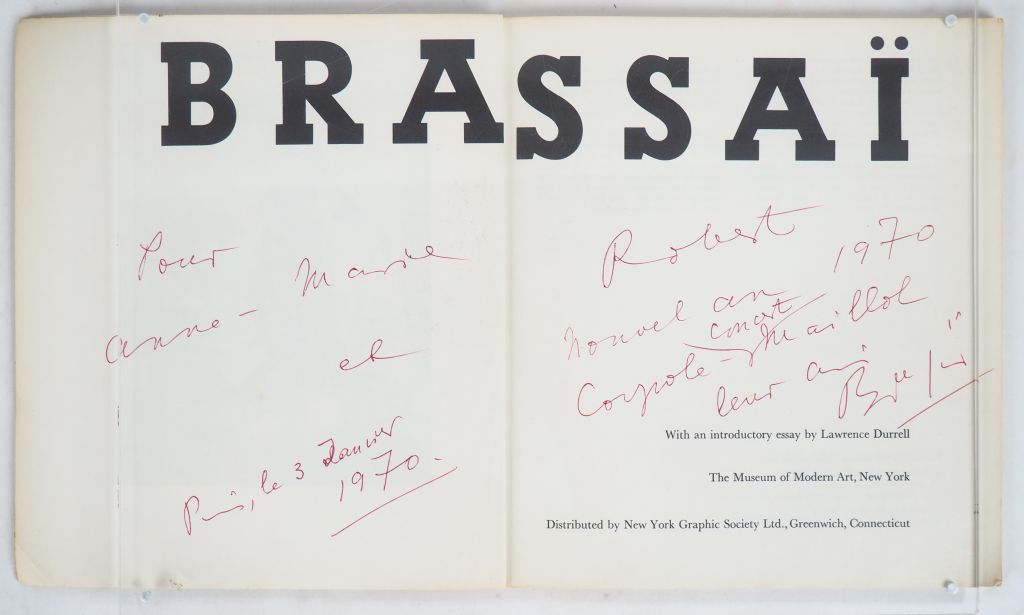 BRASSAÏ
Pour
anne-Marie
et
Paris, le 3 Janvier
1970.
Robert
Nouvel an 1970
concert
Maillol
leur ami
Brassaï
With an introductory essay by Lawrence Durrell
The Museum of Modern Art, New York
Distributed by New York Graphic Society Ltd., Greenwich, Connecticut